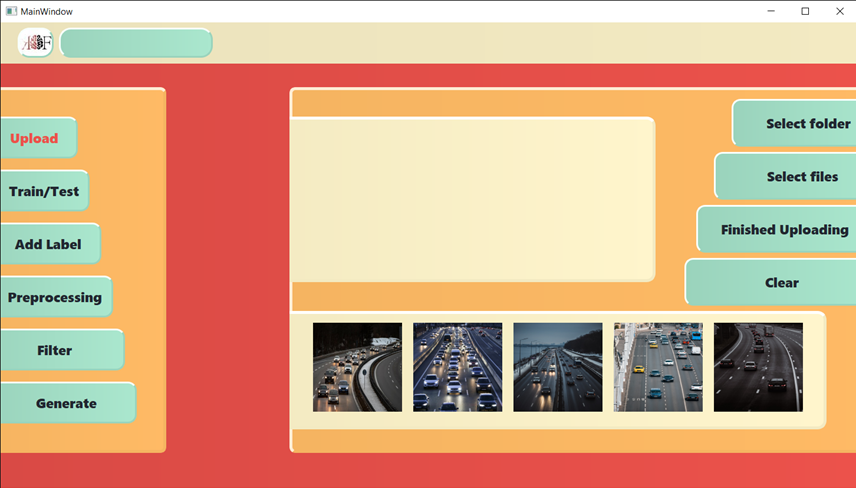 MainWindow
Upload
Train/Test
Add Label
Preprocessing
Filter
Generate
Select folder
Select files
Finished Uploading
Clear